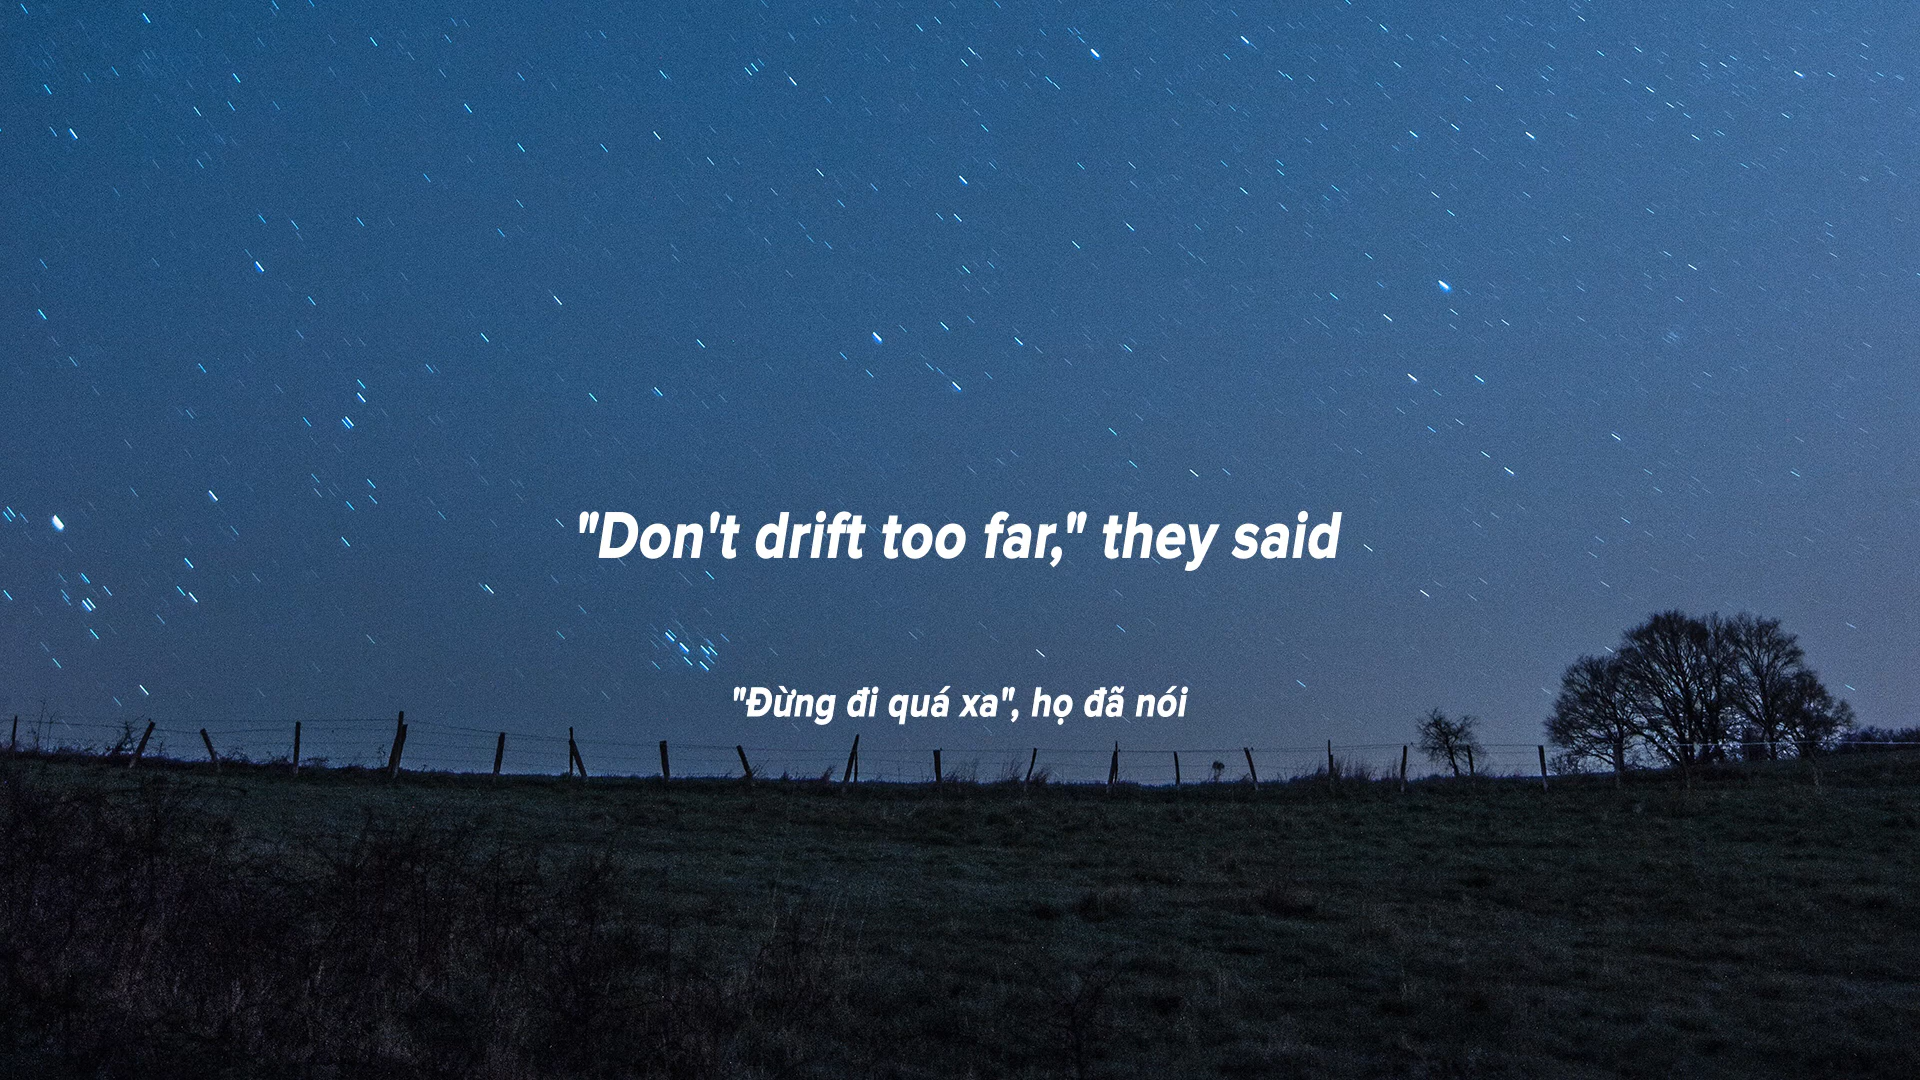 "Don't drift too far," they said
"Đừng đi quá xa", họ đã nói